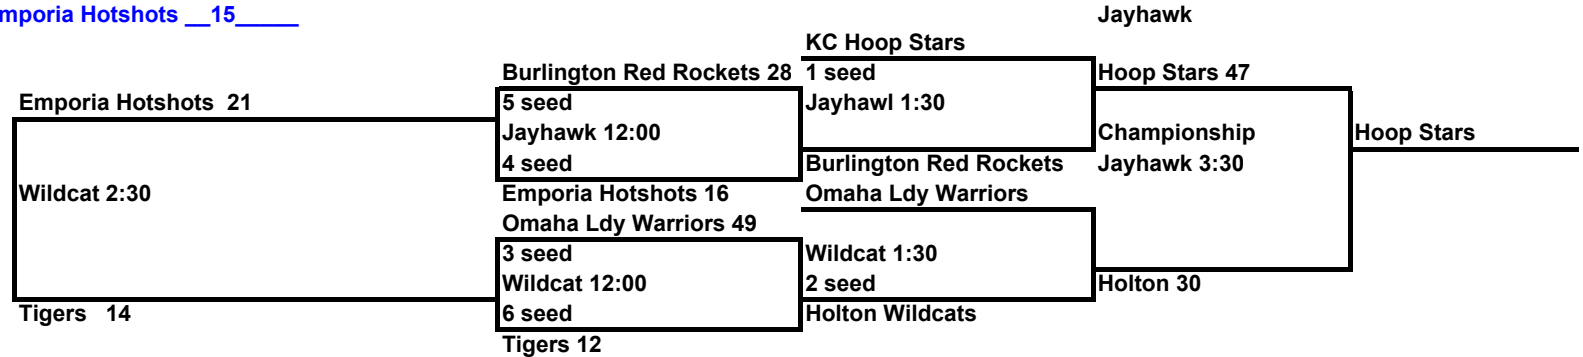 mporia Hotshots __15_____
Jayhawk
KC Hoop Stars
Burlington Red Rockets 28
1 seed
Hoop Stars 47
Emporia Hotshots 21
5 seed
Jayhawl 1:30
Jayhawk 12:00
Championship
Hoop Stars
4 seed
Burlington Red Rockets
Jayhawk 3:30
Wildcat 2:30
Emporia Hotshots 16
Omaha Ldy Warriors
Omaha Ldy Warriors 49
3 seed
Wildcat 1:30
Wildcat 12:00
2 seed
Holton 30
Tigers 14
6 seed
Holton Wildcats
Tigers 12